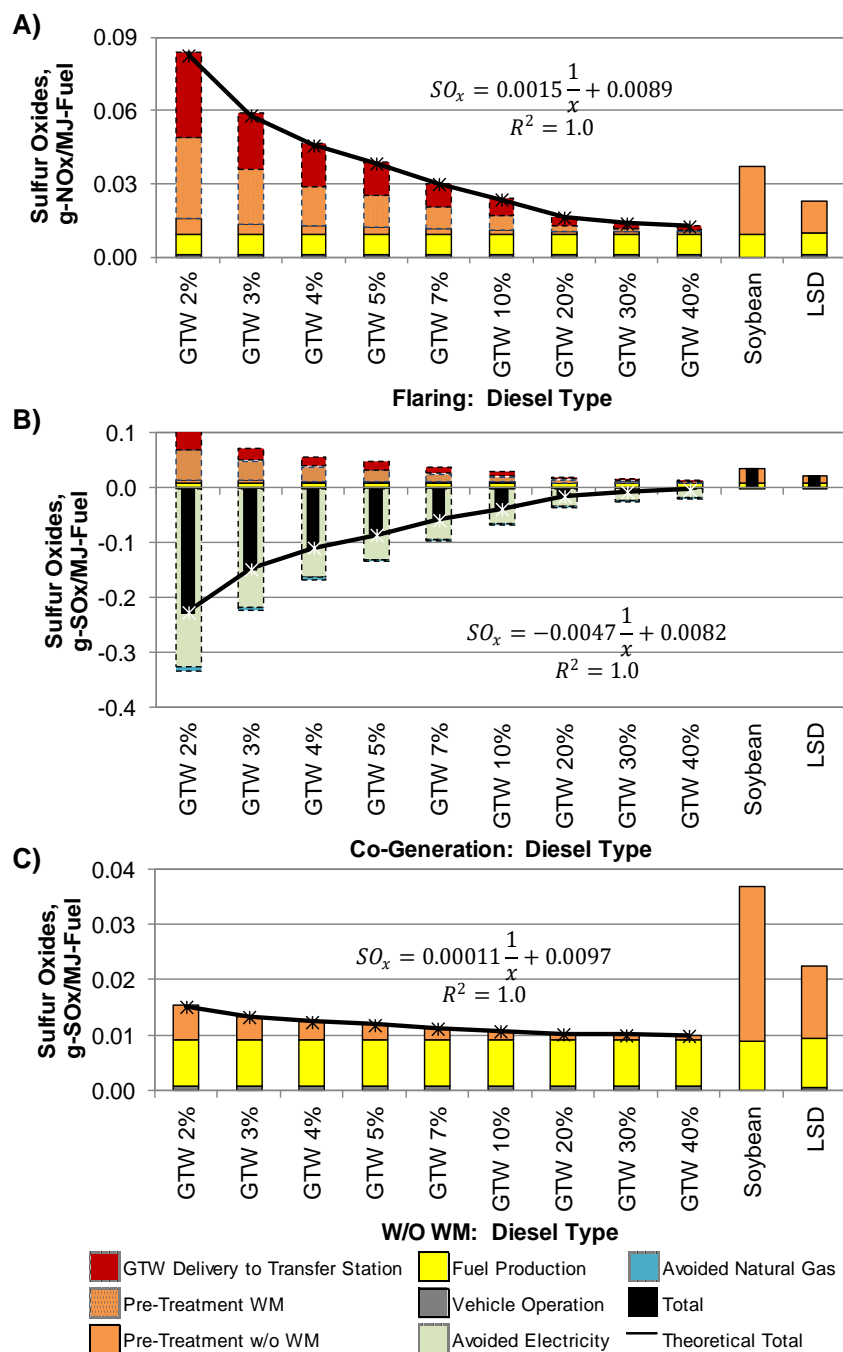 A)
Sulfur Oxides,
g-NOx/MJ-Fuel
0.09
0.06
0.03
0.00
SOₓ = 0.0015 1/x + 0.0089
R² = 1.0
GTW 2%
GTW 3%
GTW 4%
GTW 5%
GTW 7%
GTW 10%
GTW 20%
GTW 30%
GTW 40%
Soybean
LSD
Flaring: Diesel Type
B)
Sulfur Oxides,
g-SOx/MJ-Fuel
0.1
0.0
-0.1
-0.2
-0.3
-0.4
SOₓ = −0.0047 1/x + 0.0082
R² = 1.0
GTW 2%
GTW 3%
GTW 4%
GTW 5%
GTW 7%
GTW 10%
GTW 20%
GTW 30%
GTW 40%
Soybean
LSD
Co-Generation: Diesel Type
C)
Sulfur Oxides,
g-SOx/MJ-Fuel
0.04
0.03
0.02
0.01
0.00
SOₓ = 0.00011 1/x + 0.0097
R² = 1.0
GTW 2%
GTW 3%
GTW 4%
GTW 5%
GTW 7%
GTW 10%
GTW 20%
GTW 30%
GTW 40%
Soybean
LSD
W/O WM: Diesel Type
GTW Delivery to Transfer Station
Fuel Production
Avoided Natural Gas
Pre-Treatment WM
Vehicle Operation
Total
Pre-Treatment w/o WM
Avoided Electricity
Theoretical Total